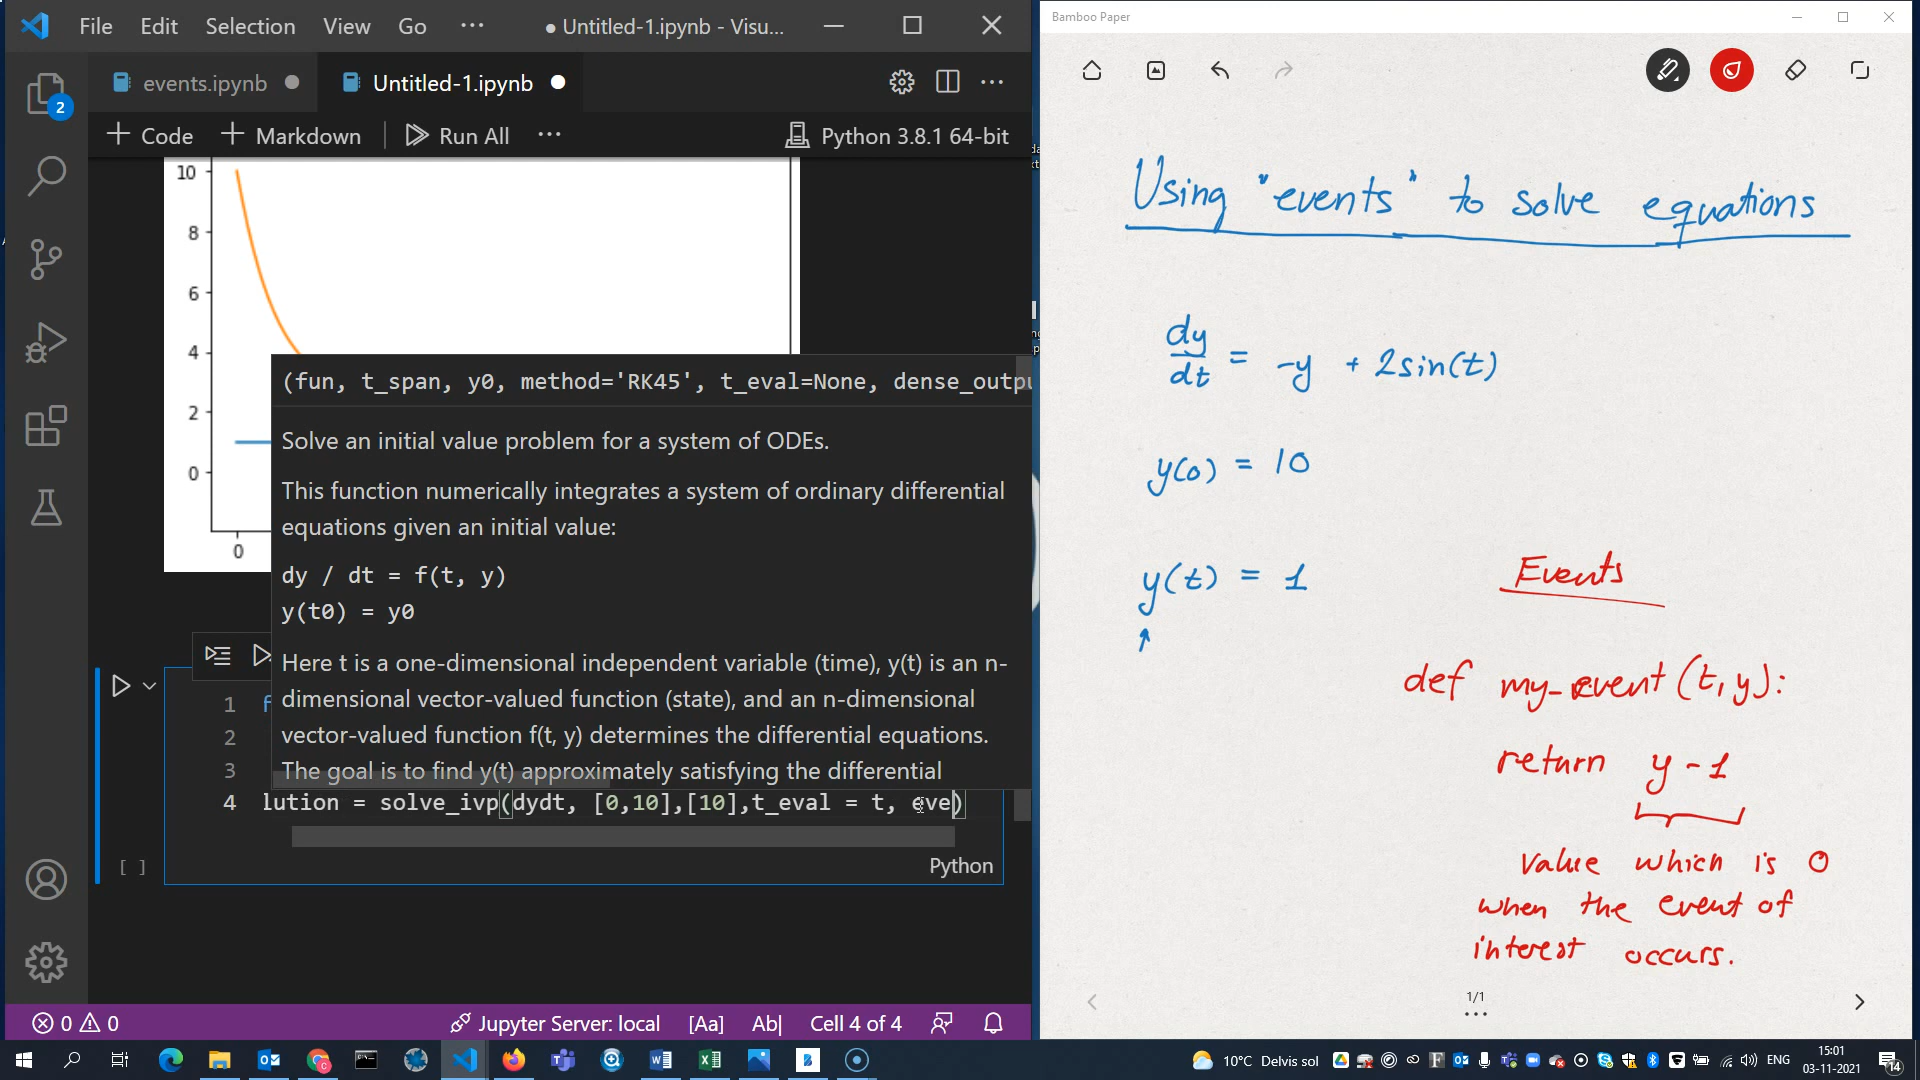 File Edit Selection View Go ··· ● Untitled-1.ipynb - Visu...
events.ipynb ● Untitled-1.ipynb ●
+ Code + Markdown Run All ··· Python 3.8.1 64-bit
10
8
6
4
2
0
0
(fun, t_span, y0, method='RK45', t_eval=None, dense_outpu
Solve an initial value problem for a system of ODEs.
This function numerically integrates a system of ordinary differential
equations given an initial value:
dy / dt = f(t, y)
y(t0) = y0
Here t is a one-dimensional independent variable (time), y(t) is an n-
dimensional vector-valued function (state), and an n-dimensional
vector-valued function f(t, y) determines the differential equations.
The goal is to find y(t) approximately satisfying the differential
1 f
2
3
4 lution = solve_ivp(dydt, [0,10],[10],t_eval = t, eve)
[ ] Python
2
0 0 Jupyter Server: local [Aa] Ab| Cell 4 of 4
Bamboo Paper
Using "events" to solve equations
dy/dt = -y + 2sin(t)
y(0) = 10
y(t) = 1
Events
def my_event(t,y):
return y-1
Value which is 0
when the event of
interest occurs.
1/1
10°C Delvis sol ENG 15:01
03-11-2021
14